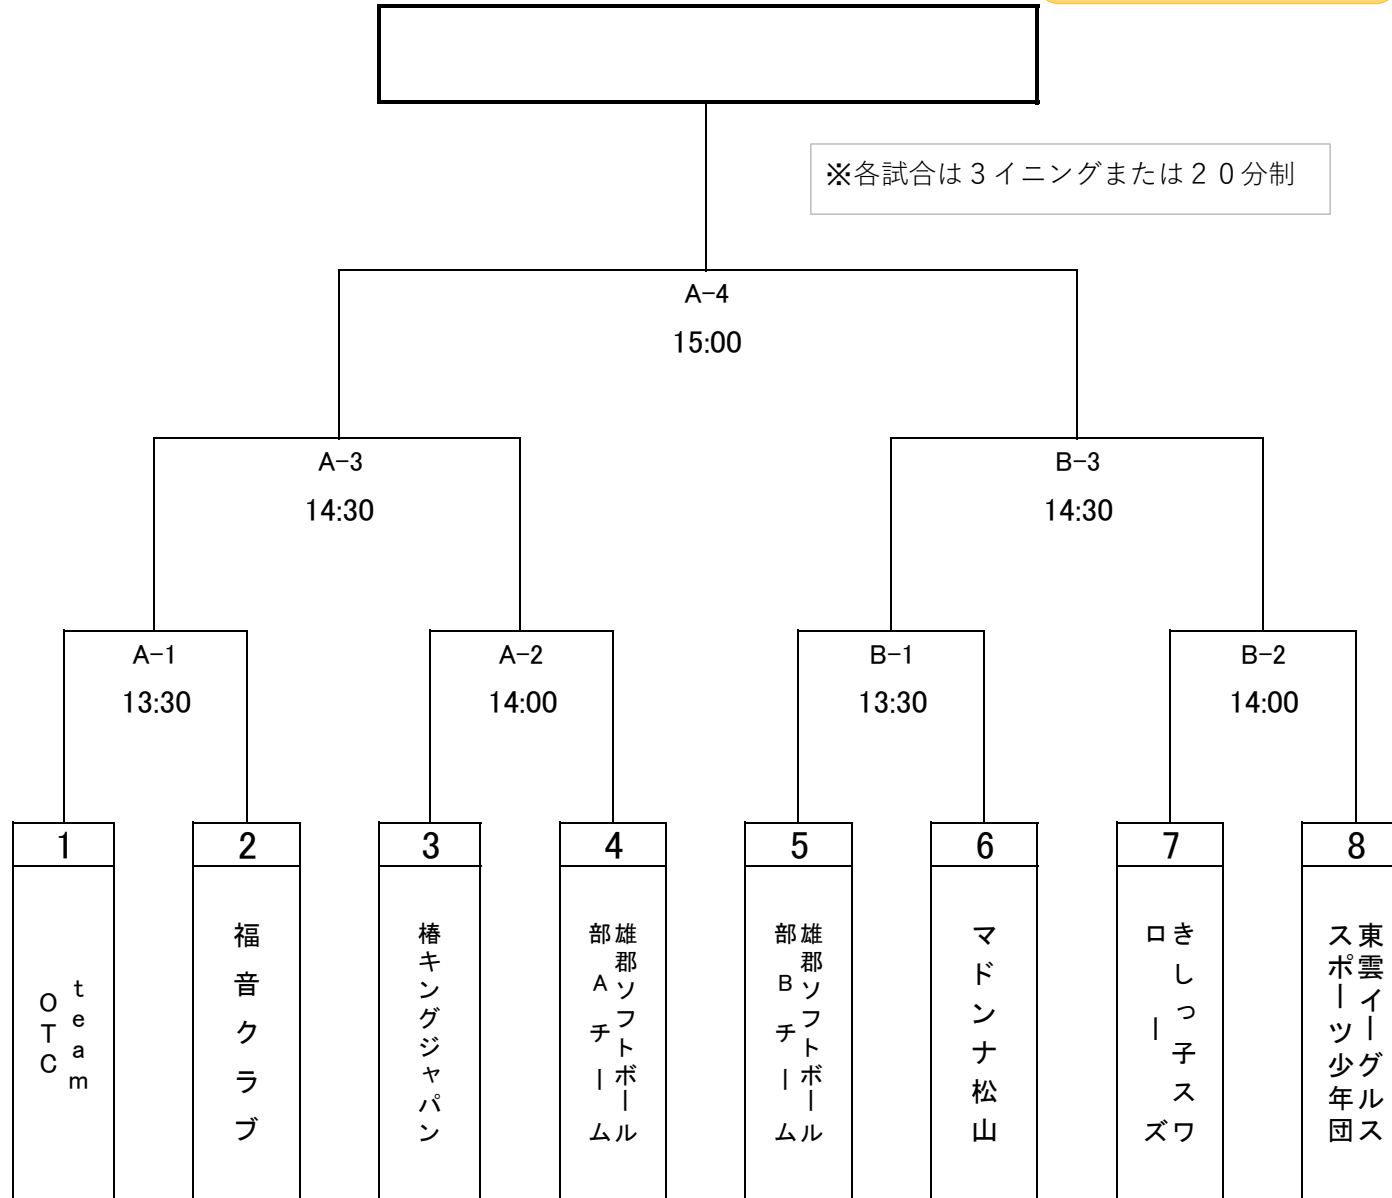 ※各試合は３イニングまたは２０分制
A-4
15:00
A-3
14:30
B-3
14:30
A-1
13:30
A-2
14:00
B-1
13:30
B-2
14:00
1
2
3
4
5
6
7
8
team
OTC
福音クラブ
椿キングジャパン
雄郡ソフトボール
部Aチーム
雄郡ソフトボール
部Bチーム
マドンナ松山
きしっ子スワ
ローズ
東雲イーグルス
スポーツ少年団